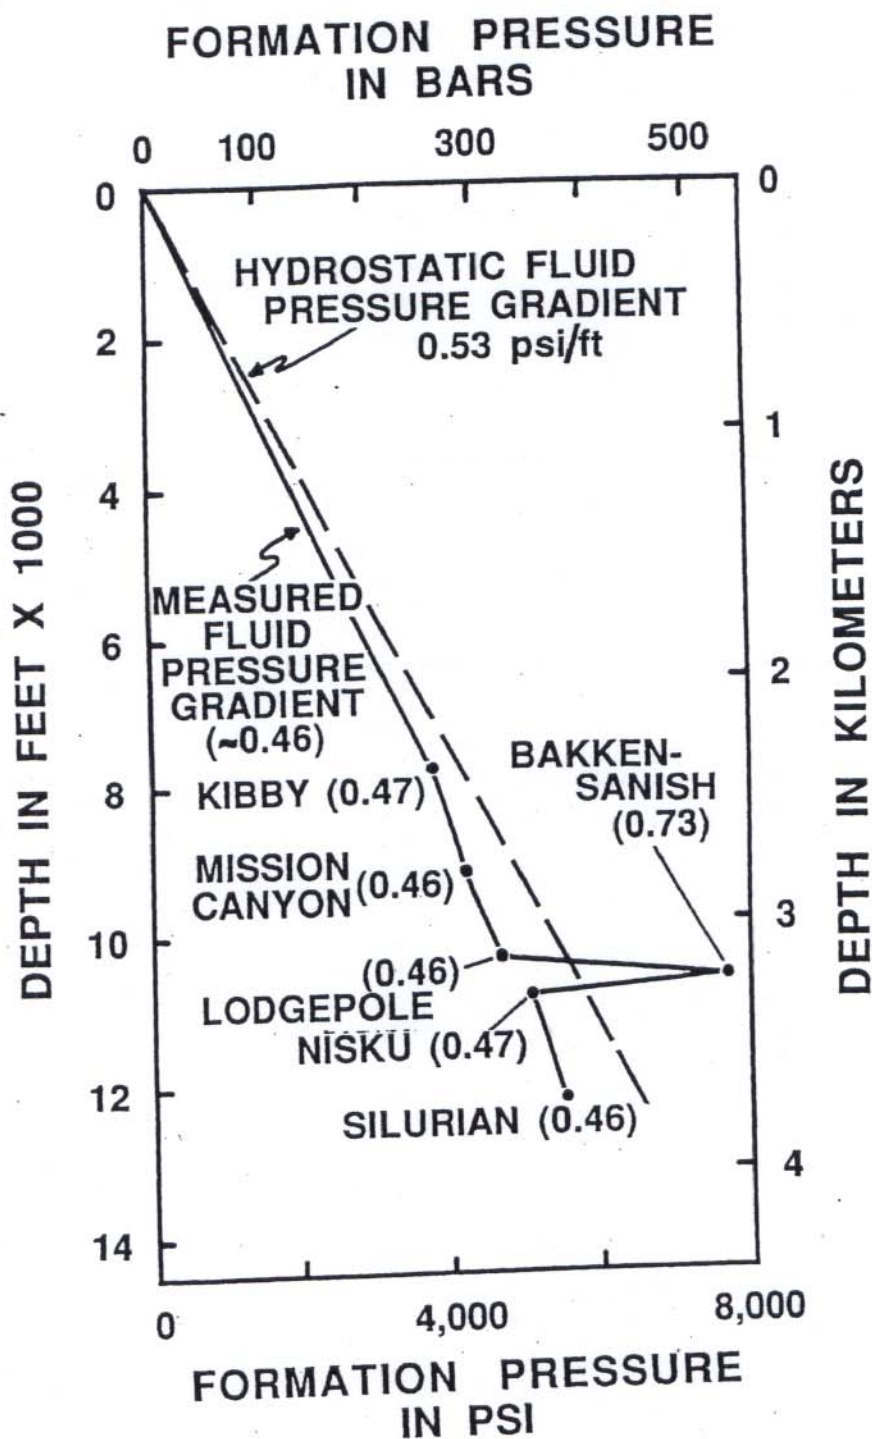 FORMATION PRESSURE
IN BARS
0 100 300 500
0
0
HYDROSTATIC FLUID
PRESSURE GRADIENT
0.53 psi/ft
2
1
4
MEASURED
FLUID
PRESSURE
GRADIENT
(~0.46)
6
2
BAKKEN-
SANISH
(0.73)
8
KIBBY (0.47)
MISSION
CANYON (0.46)
3
10
(0.46)
LODGEPOLE
NISKU (0.47)
12
SILURIAN (0.46)
4
14
DEPTH IN FEET X 1000
DEPTH IN KILOMETERS
0 4,000 8,000
FORMATION PRESSURE
IN PSI